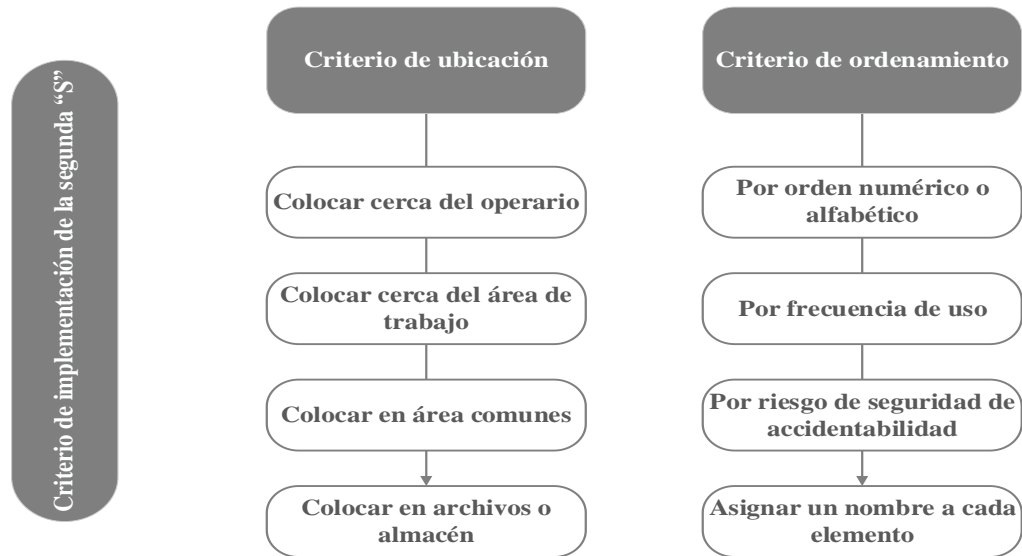 Criterio de implementación de la segunda “S”
Criterio de ubicación
Colocar cerca del operario
Colocar cerca del área de
trabajo
Colocar en área comunes
Colocar en archivos o
almacén
Criterio de ordenamiento
Por orden numérico o
alfabético
Por frecuencia de uso
Por riesgo de seguridad de
accidentabilidad
Asignar un nombre a cada
elemento